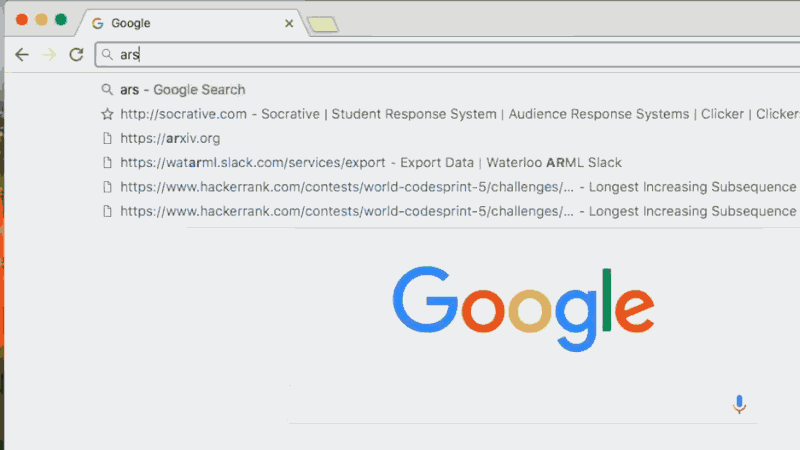 Google
ars
ars - Google Search
http://socrative.com - Socrative | Student Response System | Audience Response Systems | Clicker | Clickers
https://arxiv.org
https://watarml.slack.com/services/export - Export Data | Waterloo ARML Slack
https://www.hackerrank.com/contests/world-codesprint-5/challenges/... - Longest Increasing Subsequence
https://www.hackerrank.com/contests/world-codesprint-5/challenges/... - Longest Increasing Subsequence
Google